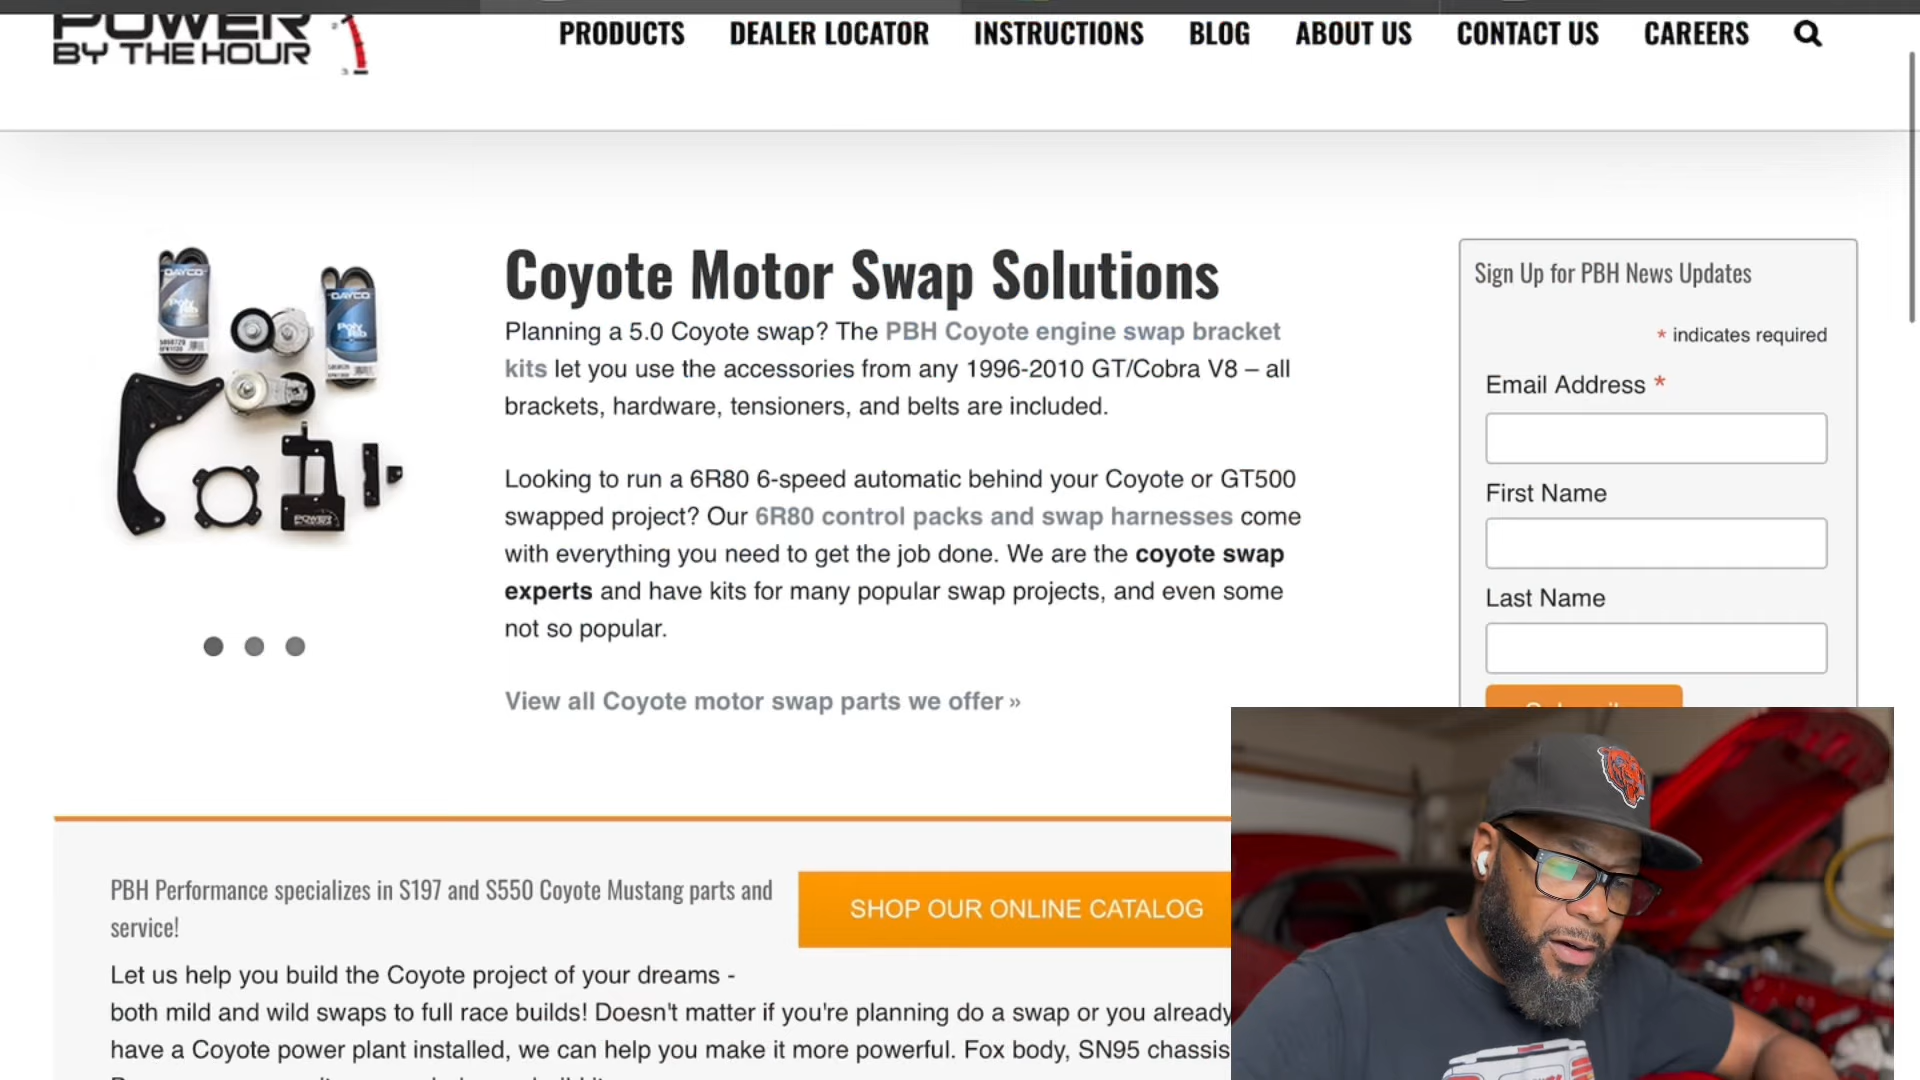 POWER
BY THE HOUR
PRODUCTS DEALER LOCATOR INSTRUCTIONS BLOG ABOUT US CONTACT US CAREERS
Coyote Motor Swap Solutions
Planning a 5.0 Coyote swap? The PBH Coyote engine swap bracket
kits let you use the accessories from any 1996-2010 GT/Cobra V8 – all
brackets, hardware, tensioners, and belts are included.
Looking to run a 6R80 6-speed automatic behind your Coyote or GT500
swapped project? Our 6R80 control packs and swap harnesses come
with everything you need to get the job done. We are the coyote swap
experts and have kits for many popular swap projects, and even some
not so popular.
View all Coyote motor swap parts we offer »
DAYCO
Poly Rib
DAYCO
Poly Rib
POWER
Sign Up for PBH News Updates
* indicates required
Email Address *
First Name
Last Name
PBH Performance specializes in S197 and S550 Coyote Mustang parts and
service!
SHOP OUR ONLINE CATALOG
Let us help you build the Coyote project of your dreams -
both mild and wild swaps to full race builds! Doesn't matter if you're planning do a swap or you already
have a Coyote power plant installed, we can help you make it more powerful. Fox body, SN95 chassis